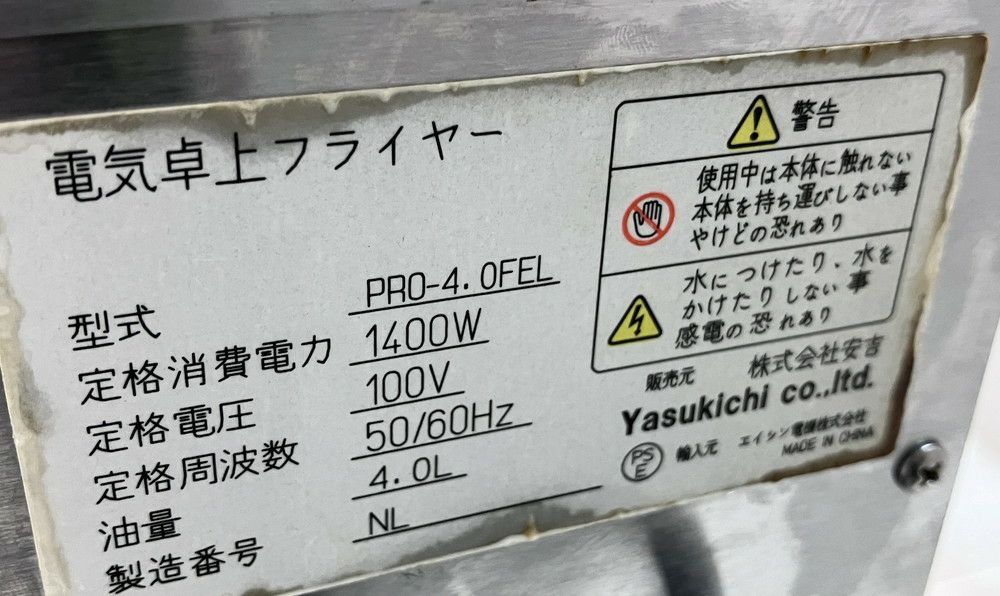 電気卓上フライヤー
型式 PRO-4.0FEL
定格消費電力 1400W
定格電圧 100V
定格周波数 50/60Hz
油量 4.0L
製造番号 NL
警告
使用中は本体に触れない
本体を持ち運びしない事
やけどの恐れあり
水につけたり、水を
かけたりしない事
感電の恐れあり
販売元 株式会社安吉
Yasukichi co.,ltd.
PSE 輸入元 エイシン電機株式会社
MADE IN CHINA